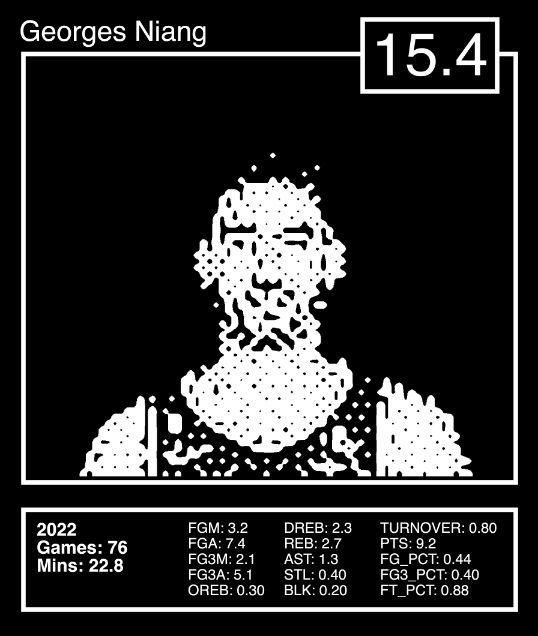 Georges Niang
15.4
2022
Games: 76
Mins: 22.8
FGM: 3.2
FGA: 7.4
FG3M: 2.1
FG3A: 5.1
OREB: 0.30
DREB: 2.3
REB: 2.7
AST: 1.3
STL: 0.40
BLK: 0.20
TURNOVER: 0.80
PTS: 9.2
FG_PCT: 0.44
FG3_PCT: 0.40
FT_PCT: 0.88